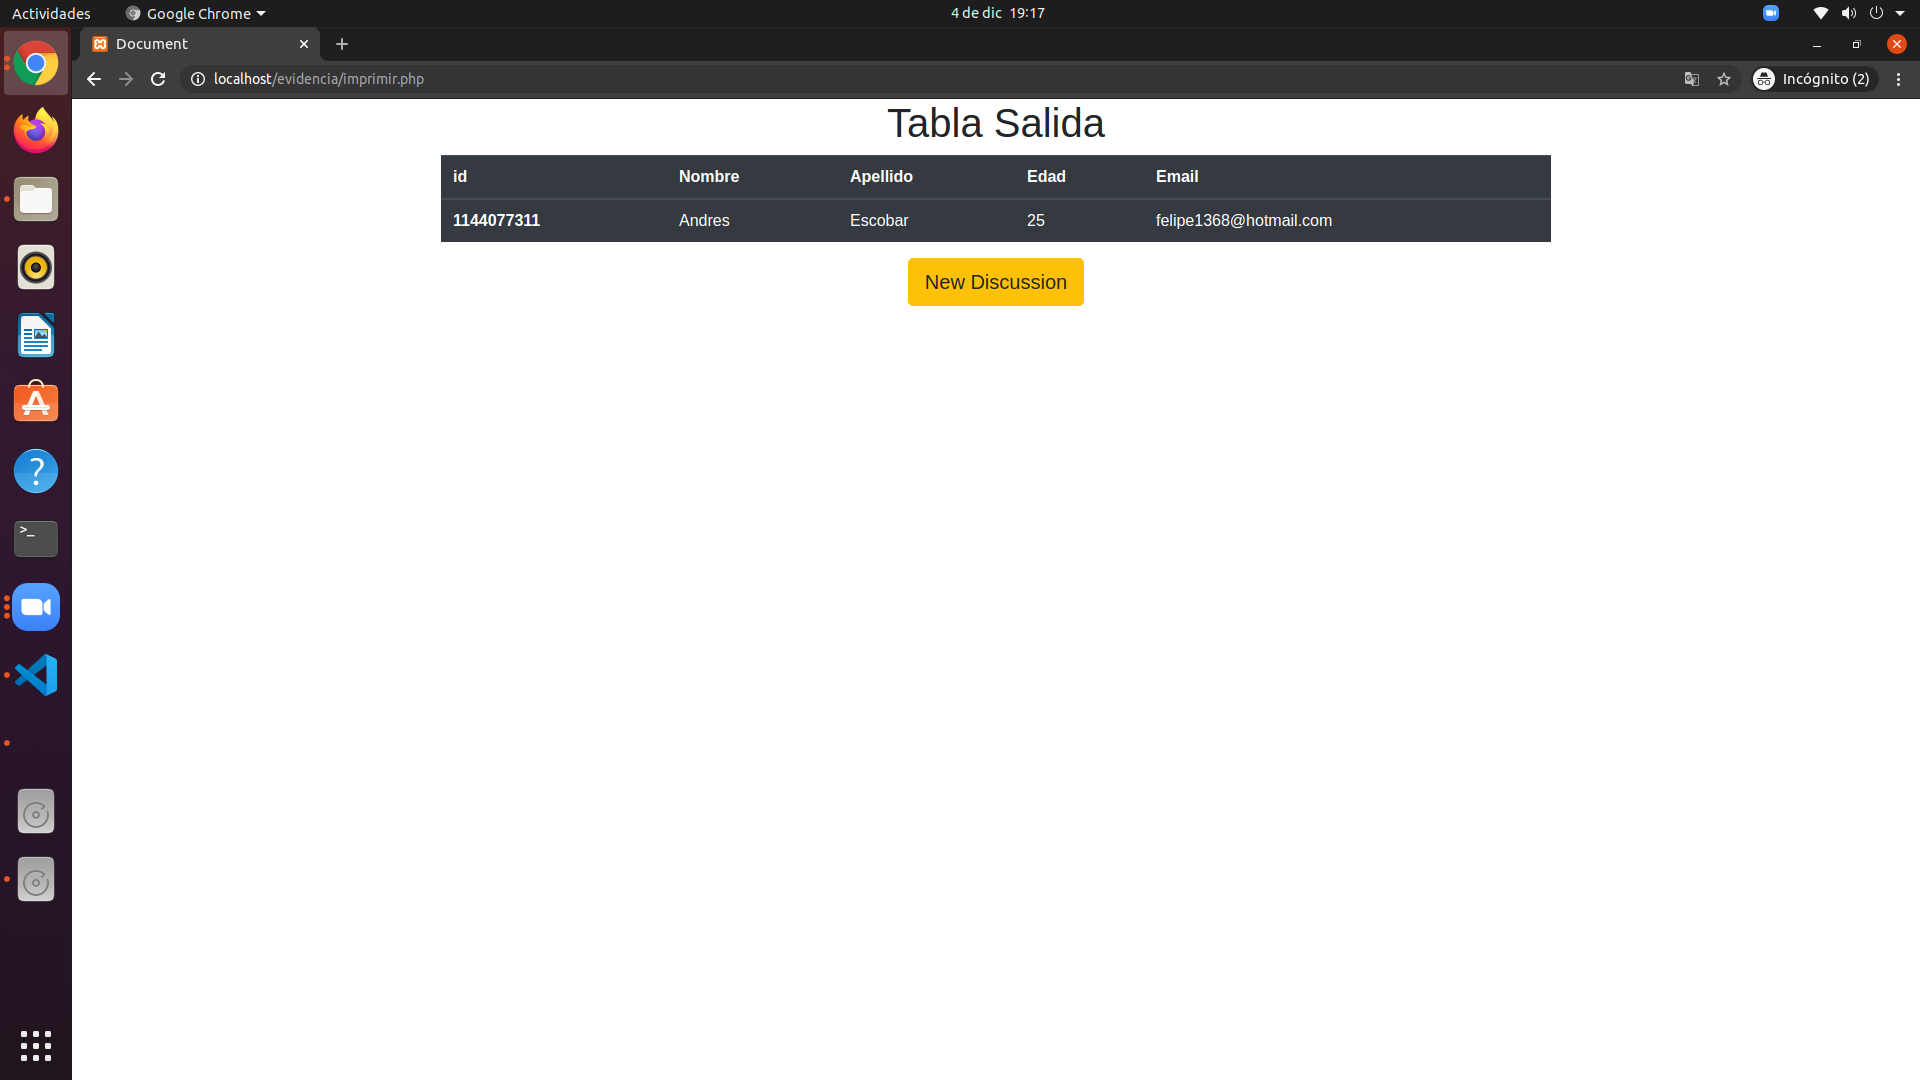 Actividades
Google Chrome
4 de dic 19:17
Document
localhost/evidencia/imprimir.php
Incógnito (2)
Tabla Salida
id Nombre Apellido Edad Email
1144077311 Andres Escobar 25 felipe1368@hotmail.com
New Discussion